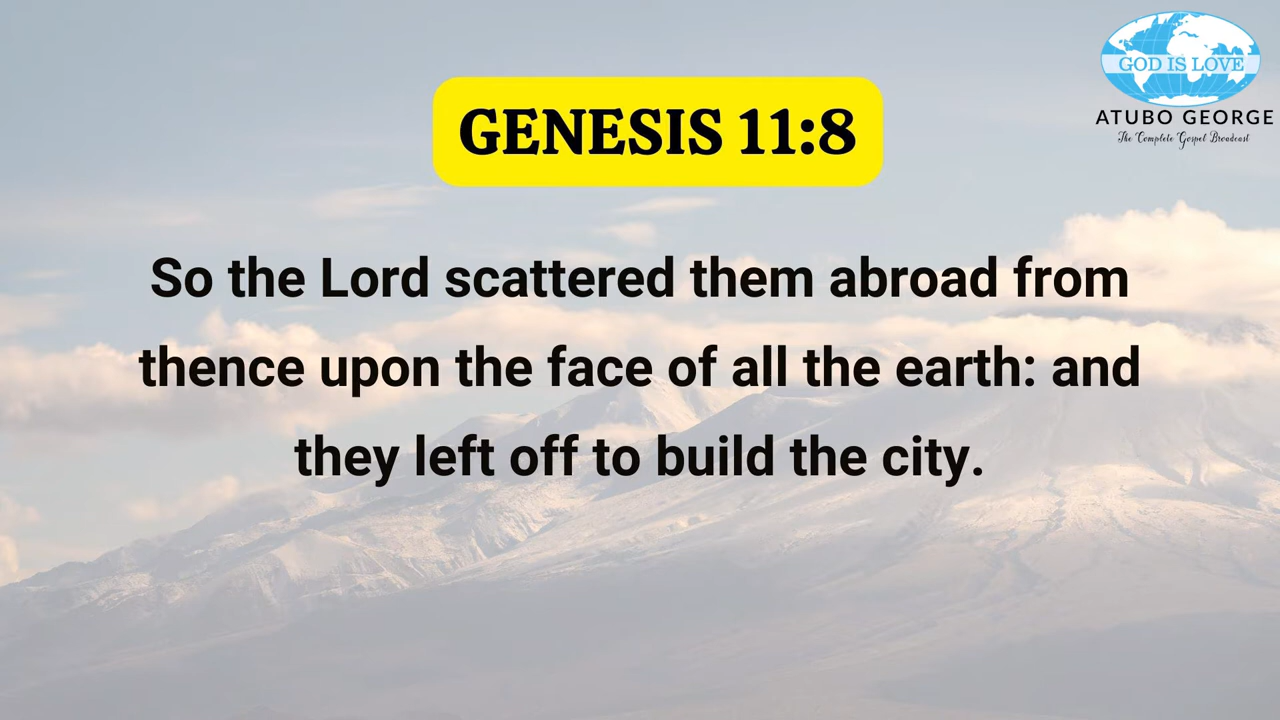 GOD IS LOVE
ATUBO GEORGE
The Complete Gospel Broadcast
GENESIS 11:8
So the Lord scattered them abroad from
thence upon the face of all the earth: and
they left off to build the city.